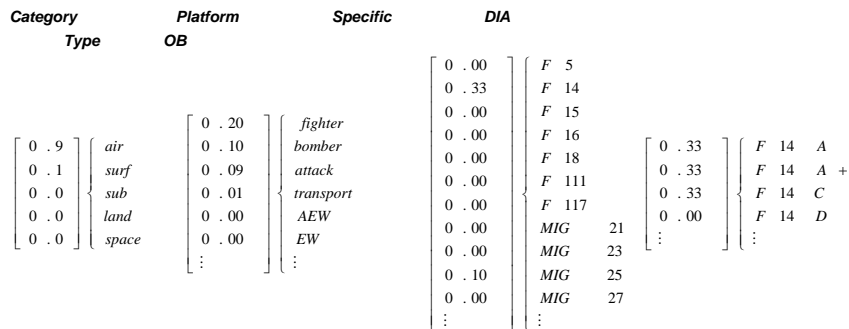 Category Platform Specific DIA
Type OB
0 . 00 F 5
0 . 33 F 14
0 . 00 F 15
0 . 00 F 16
0 . 00 F 18
0 . 00 F 111
0 . 00 F 117
0 . 00 MIG 21
0 . 00 MIG 23
0 . 10 MIG 25
0 . 00 MIG 27
⋮ ⋮
0 . 9 air
0 . 1 surf
0 . 0 sub
0 . 0 land
0 . 0 space
0 . 20 fighter
0 . 10 bomber
0 . 09 attack
0 . 01 transport
0 . 00 AEW
0 . 00 EW
⋮ ⋮
0 . 33 F 14 A
0 . 33 F 14 A +
0 . 33 F 14 C
0 . 00 F 14 D
⋮ ⋮